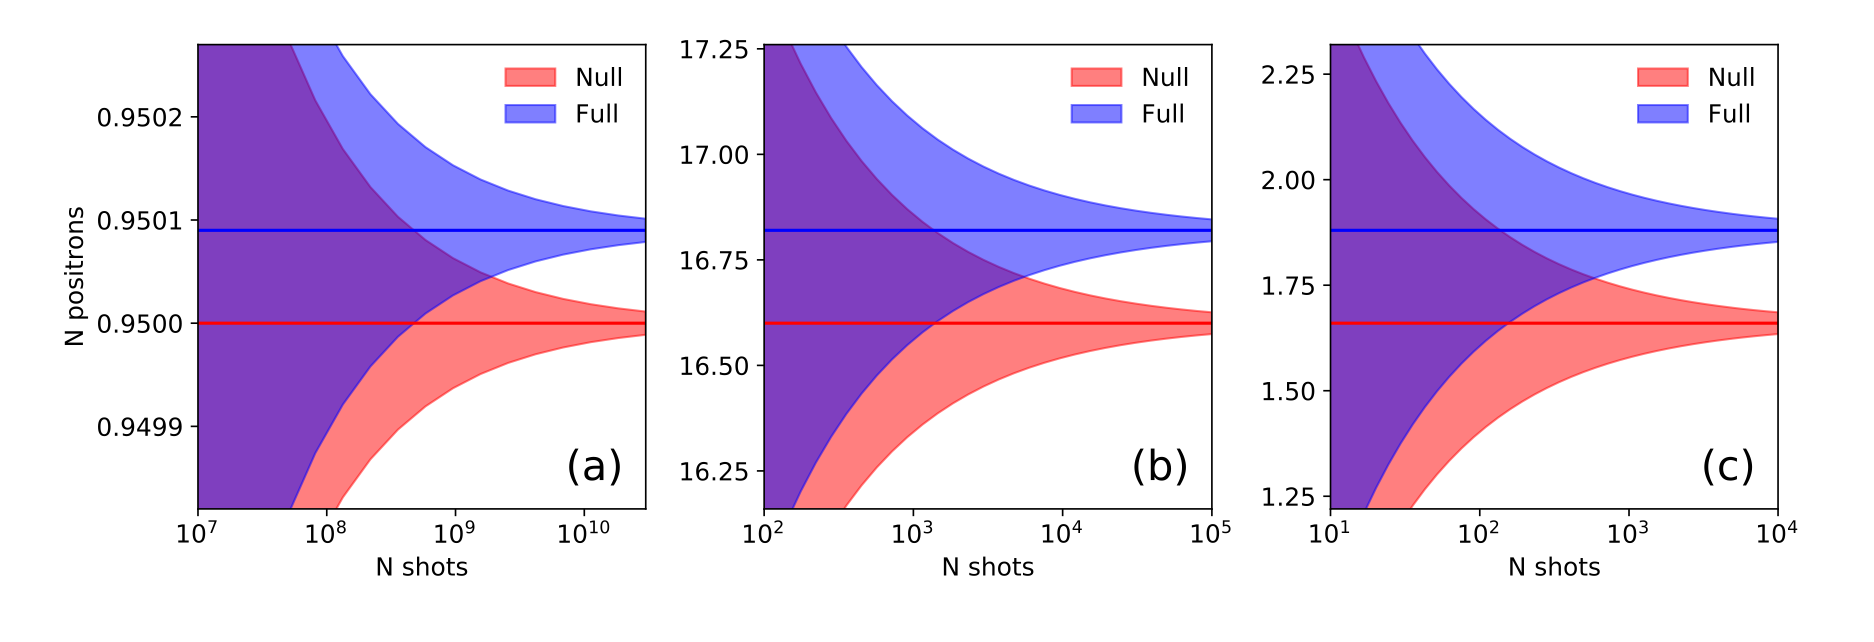 N positrons
0.9502
0.9501
0.9500
0.9499
Null
Full
(a)
10^7
10^8
10^9
10^10
N shots
17.25
17.00
16.75
16.50
16.25
Null
Full
(b)
10^2
10^3
10^4
10^5
N shots
2.25
2.00
1.75
1.50
1.25
Null
Full
(c)
10^1
10^2
10^3
10^4
N shots